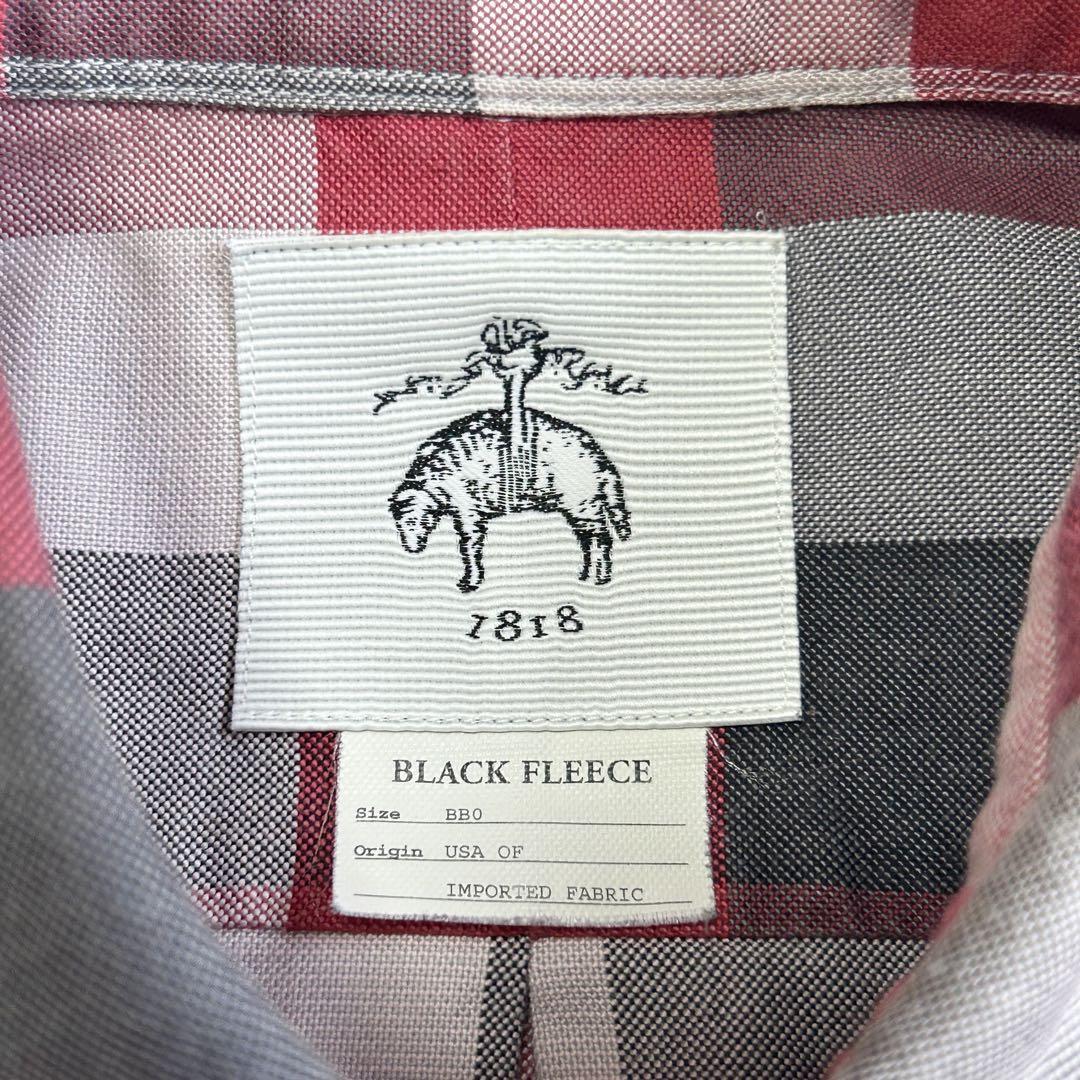 1818
BLACK FLEECE
Size BB0
Origin USA OF
IMPORTED FABRIC